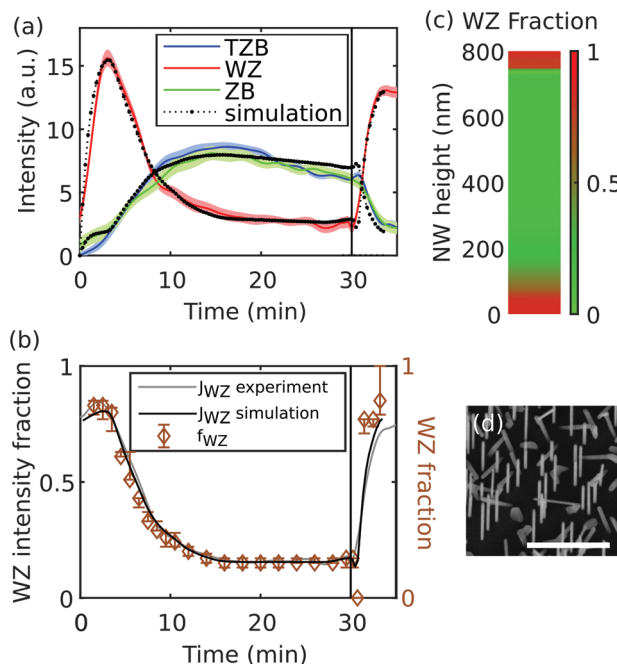 (a)
Intensity (a.u.)
15
10
5
0
TZB
WZ
ZB
simulation
0
10
20
30
Time (min)
(b)
WZ intensity fraction
1
0.5
0
J_WZ experiment
J_WZ simulation
f_WZ
1
0
WZ fraction
0
10
20
30
Time (min)
(c)
WZ Fraction
NW height (nm)
800
600
400
200
0
1
0.5
0
(d)